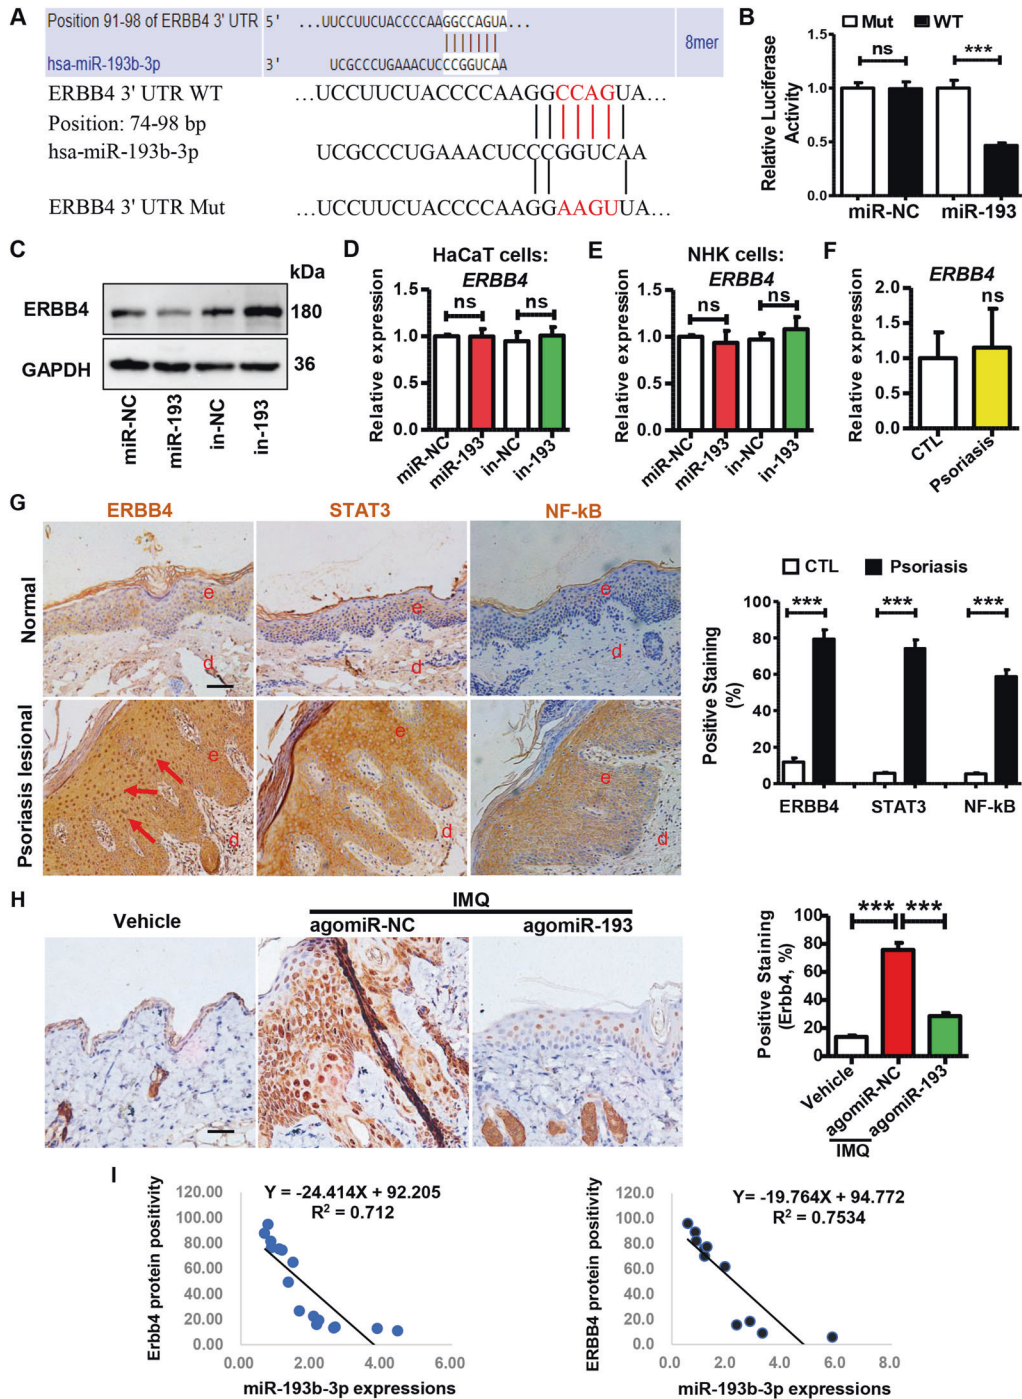 A
Position 91-98 of ERBB4 3' UTR 5' ...UUCCUUCUACCCCAAGGCCAGUA...
hsa-miR-193b-3p 3' UCGCCCUGAAACUCCCGGUCAA
8mer
ERBB4 3' UTR WT ...UCCUUCUACCCCAAGGCCAGUA...
Position: 74-98 bp
hsa-miR-193b-3p UCGCCCUGAAACUCCCGGUCAA
ERBB4 3' UTR Mut ...UCCUUCUACCCCAAGGAAGUUA...
B
Mut WT
ns
***
Relative Luciferase
Activity
1.5
1.0
0.5
0.0
miR-NC miR-193
C
kDa
ERBB4 180
GAPDH 36
miR-NC
miR-193
in-NC
in-193
D
HaCaT cells:
ERBB4
Relative expression
1.5
1.0
0.5
0.0
ns
ns
miR-NC
miR-193
in-NC
in-193
E
NHK cells:
ERBB4
Relative expression
1.5
1.0
0.5
0.0
ns
ns
miR-NC
miR-193
in-NC
in-193
F
ERBB4
Relative expression
2.0
1.5
1.0
0.5
0.0
ns
CTL
Psoriasis
G
ERBB4 STAT3 NF-kB
Normal
e
d
e
d
e
d
Psoriasis lesional
e
d
e
d
e
d
CTL Psoriasis
Positive Staining
(%)
100
80
60
40
20
0
***
***
***
ERBB4 STAT3 NF-kB
H
IMQ
Vehicle agomiR-NC agomiR-193
Positive Staining
(Erbb4, %)
100
80
60
40
20
0
***
***
Vehicle
agomiR-NC
agomiR-193
IMQ
I
Y = -24.414X + 92.205
R² = 0.712
Erbb4 protein positivity
120.00
100.00
80.00
60.00
40.00
20.00
0.00
0.00 2.00 4.00 6.00
miR-193b-3p expressions
Y= -19.764X + 94.772
R² = 0.7534
ERBB4 protein positivity
120.0
100.0
80.0
60.0
40.0
20.0
0.0
0.0 2.0 4.0 6.0 8.0
miR-193b-3p expressions